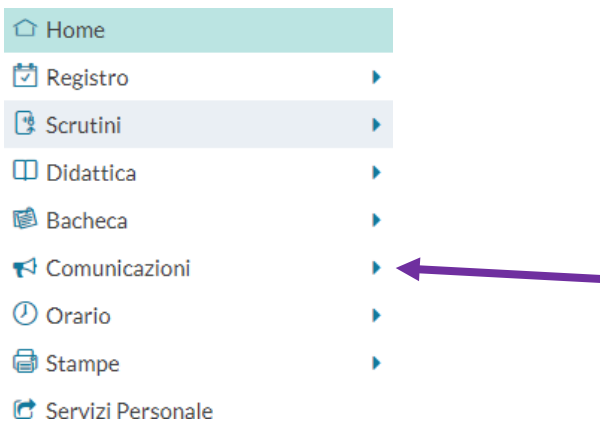 Home
Registro
Scrutini
Didattica
Bacheca
Comunicazioni
Orario
Stampe
Servizi Personale